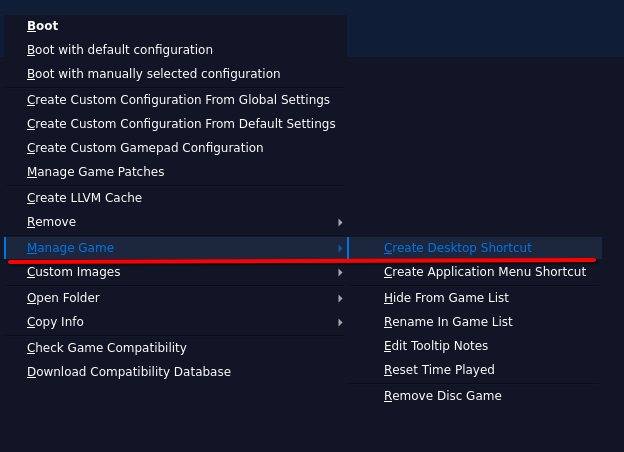 Boot
Boot with default configuration
Boot with manually selected configuration
Create Custom Configuration From Global Settings
Create Custom Configuration From Default Settings
Create Custom Gamepad Configuration
Manage Game Patches
Create LLVM Cache
Remove
Manage Game
Custom Images
Open Folder
Copy Info
Check Game Compatibility
Download Compatibility Database
Create Desktop Shortcut
Create Application Menu Shortcut
Hide From Game List
Rename In Game List
Edit Tooltip Notes
Reset Time Played
Remove Disc Game